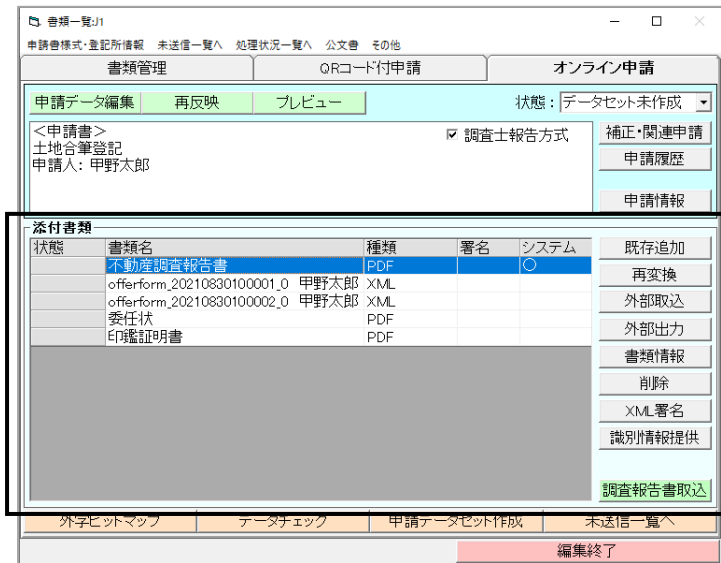 書類一覧:J1
申請書様式・登記所情報 未送信一覧へ 処理状況一覧へ 公文書 その他
書類管理 QRコード付申請 オンライン申請
申請データ編集 再反映 プレビュー 状態：データセット未作成
<申請書> 調査士報告方式 補正・関連申請
土地合筆登記
申請人：甲野太郎 申請履歴
申請情報
添付書類
状態 書類名 種類 署名 システム 既存追加
不動産調査報告書 PDF ○
再変換
offerform_20210830100001_0 甲野太郎 XML
offerform_20210830100002_0 甲野太郎 XML 外部取込
委任状 PDF
外部出力
印鑑証明書 PDF
書類情報
削除
XML署名
識別情報提供
調査報告書取込
外字ビットマップ データチェック 申請データセット作成 未送信一覧へ
編集終了